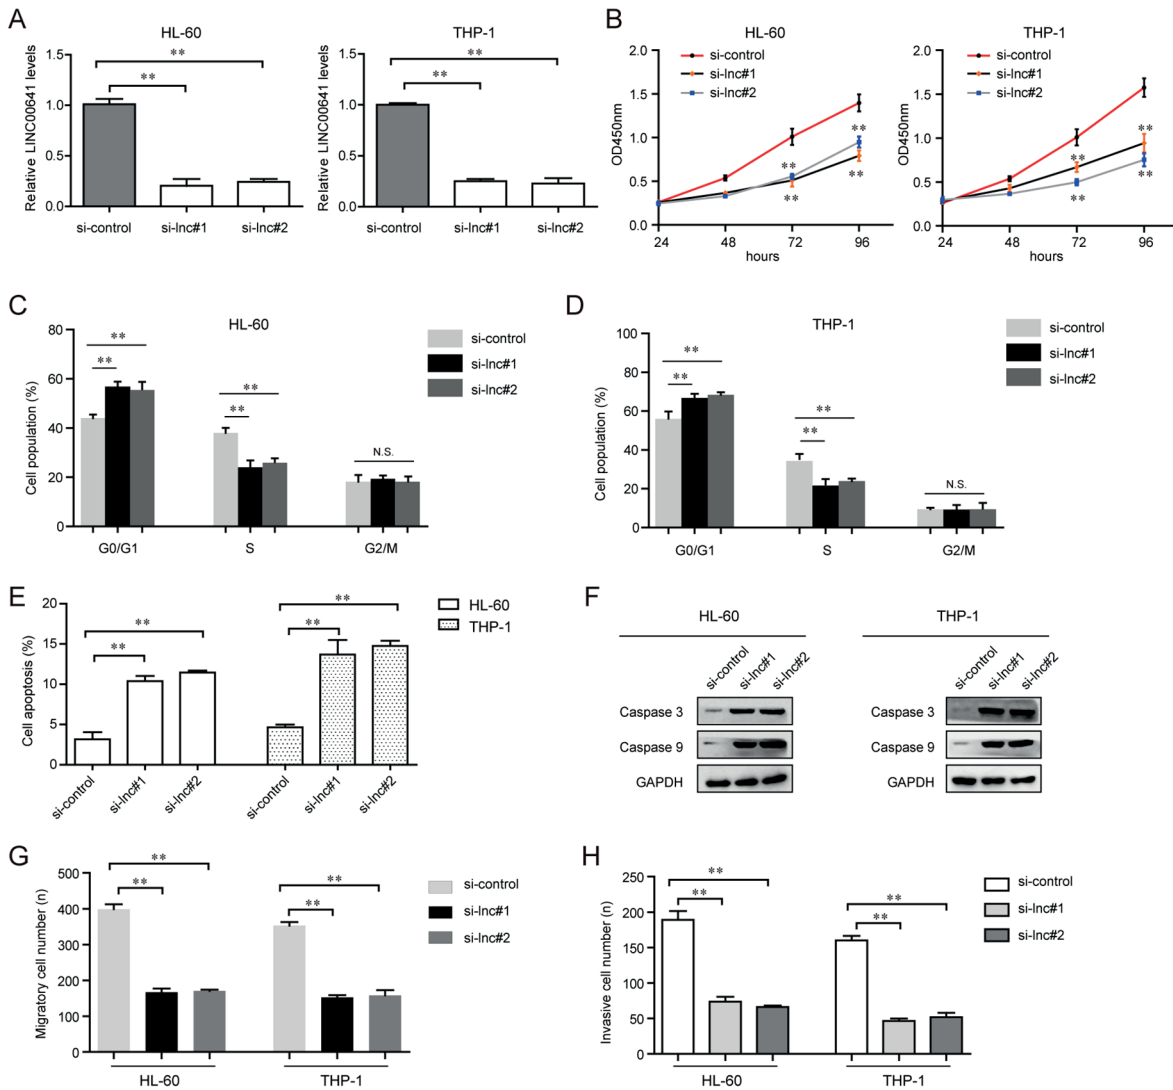 A
HL-60
Relative LINC00641 levels
1.5
1.0
0.5
0.0
**
**
si-control
si-lnc#1
si-lnc#2
THP-1
Relative LINC00641 levels
1.5
1.0
0.5
0.0
**
**
si-control
si-lnc#1
si-lnc#2
B
HL-60
OD450nm
2.0
1.5
1.0
0.5
0.0
si-control
si-lnc#1
si-lnc#2
**
**
**
**
24
48
72
96
hours
THP-1
OD450nm
2.0
1.5
1.0
0.5
0.0
si-control
si-lnc#1
si-lnc#2
**
**
**
**
24
48
72
96
hours
C
HL-60
Cell population (%)
80
60
40
20
0
**
**
**
**
N.S.
G0/G1
S
G2/M
si-control
si-lnc#1
si-lnc#2
D
THP-1
Cell population (%)
100
80
60
40
20
0
**
**
**
**
N.S.
G0/G1
S
G2/M
si-control
si-lnc#1
si-lnc#2
E
Cell apoptosis (%)
20
15
10
5
0
**
**
**
**
HL-60
THP-1
si-control
si-lnc#1
si-lnc#2
si-control
si-lnc#1
si-lnc#2
F
HL-60
si-control
si-lnc#1
si-lnc#2
Caspase 3
Caspase 9
GAPDH
THP-1
si-control
si-lnc#1
si-lnc#2
Caspase 3
Caspase 9
GAPDH
G
Migratory cell number (n)
500
400
300
200
100
0
**
**
**
**
HL-60
THP-1
si-control
si-lnc#1
si-lnc#2
H
Invasive cell number (n)
250
200
150
100
50
0
**
**
**
**
HL-60
THP-1
si-control
si-lnc#1
si-lnc#2